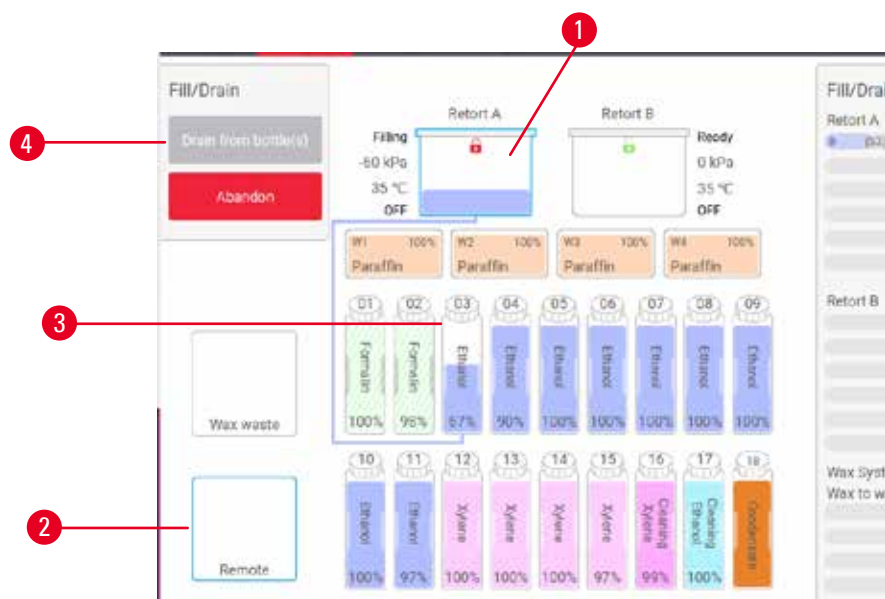 1
Fill/Drain
Drain from bottle(s)
Abandon
4
Retort A
Retort B
Filling
-60 kPa
35 °C
OFF
Ready
0 kPa
35 °C
OFF
W1 100%
Paraffin
W2 100%
Paraffin
W3 100%
Paraffin
W4 100%
Paraffin
3
01 02 03 04 05 06 07 08 09
Formalin
Formalin
Ethanol
Ethanol
Ethanol
Ethanol
Ethanol
Ethanol
Ethanol
100% 98% 67% 90% 100% 100% 100% 100% 100%
Wax waste
10 11 12 13 14 15 16 17 18
Ethanol
Ethanol
Xylene
Xylene
Xylene
Xylene
Cleaning
Xylene
Cleaning
Ethanol
Condensate
100% 97% 100% 100% 100% 97% 99% 100%
2
Remote
Fill/Drai
Retort A
Retort B
Wax Syst
Wax to w